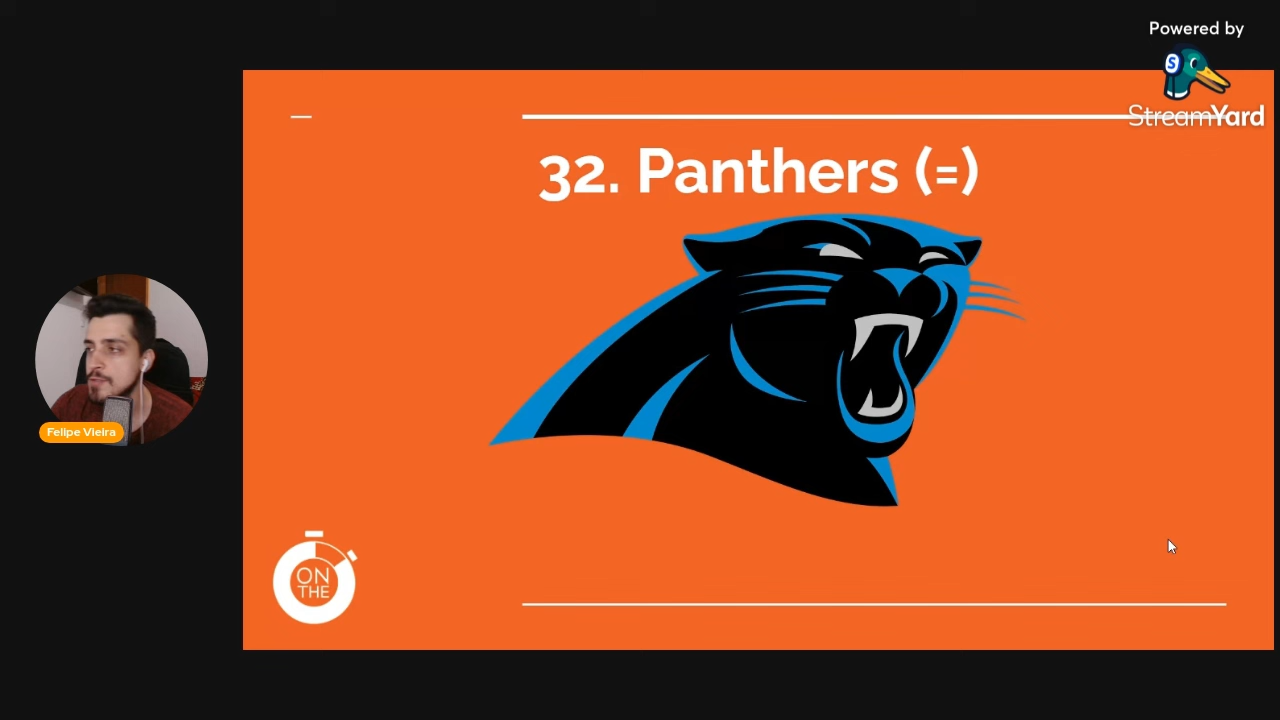 Powered by
StreamYard
32. Panthers (=)
Felipe Vieira
ON
THE